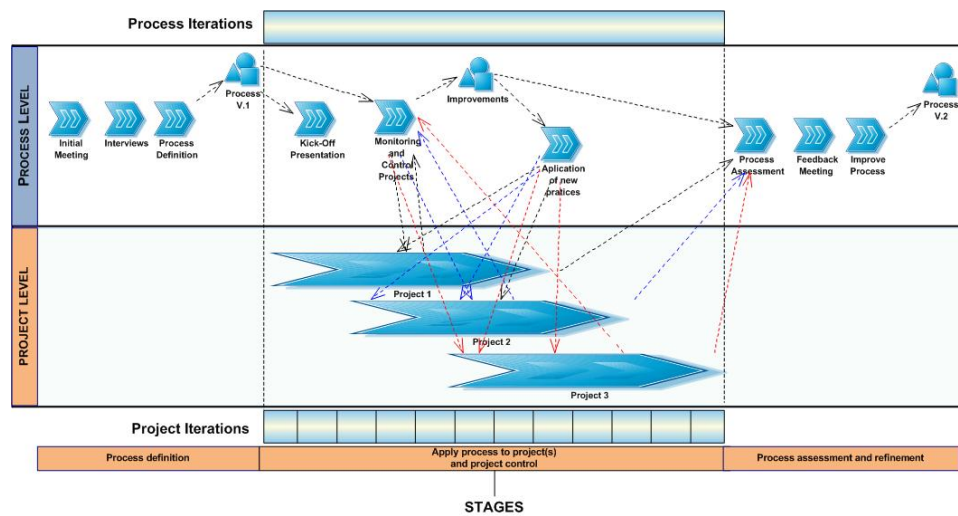 Process Iterations
PROCESS LEVEL
Process
V.1
Improvements
Process
V.2
Initial
Meeting
Interviews
Process
Definition
Kick-Off
Presentation
Monitoring
and
Control
Projects
Aplication
of new
pratices
Process
Assessment
Feedback
Meeting
Improve
Process
PROJECT LEVEL
Project 1
Project 2
Project 3
Project Iterations
Process definition
Apply process to project(s)
and project control
Process assessment and refinement
STAGES